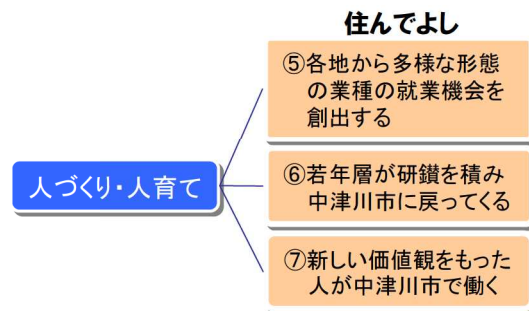 住んでよし
⑤各地から多様な形態
の業種の就業機会を
創出する
人づくり・人育て
⑥若年層が研鑚を積み
中津川市に戻ってくる
⑦新しい価値観をもった
人が中津川市で働く